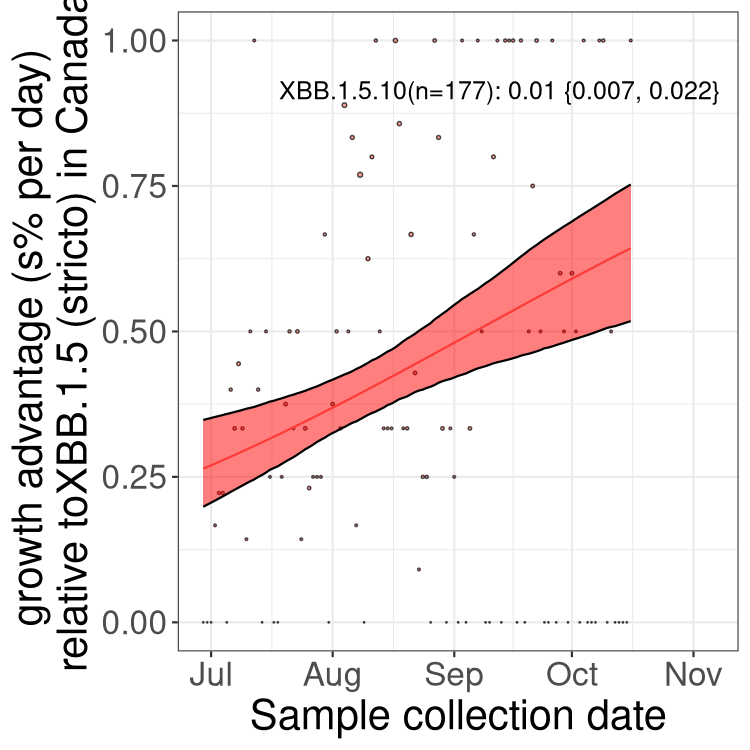 growth advantage (s% per day)
relative toXBB.1.5 (stricto) in Canada
1.00
0.75
0.50
0.25
0.00
XBB.1.5.10(n=177): 0.01 {0.007, 0.022}
Jul Aug Sep Oct Nov
Sample collection date